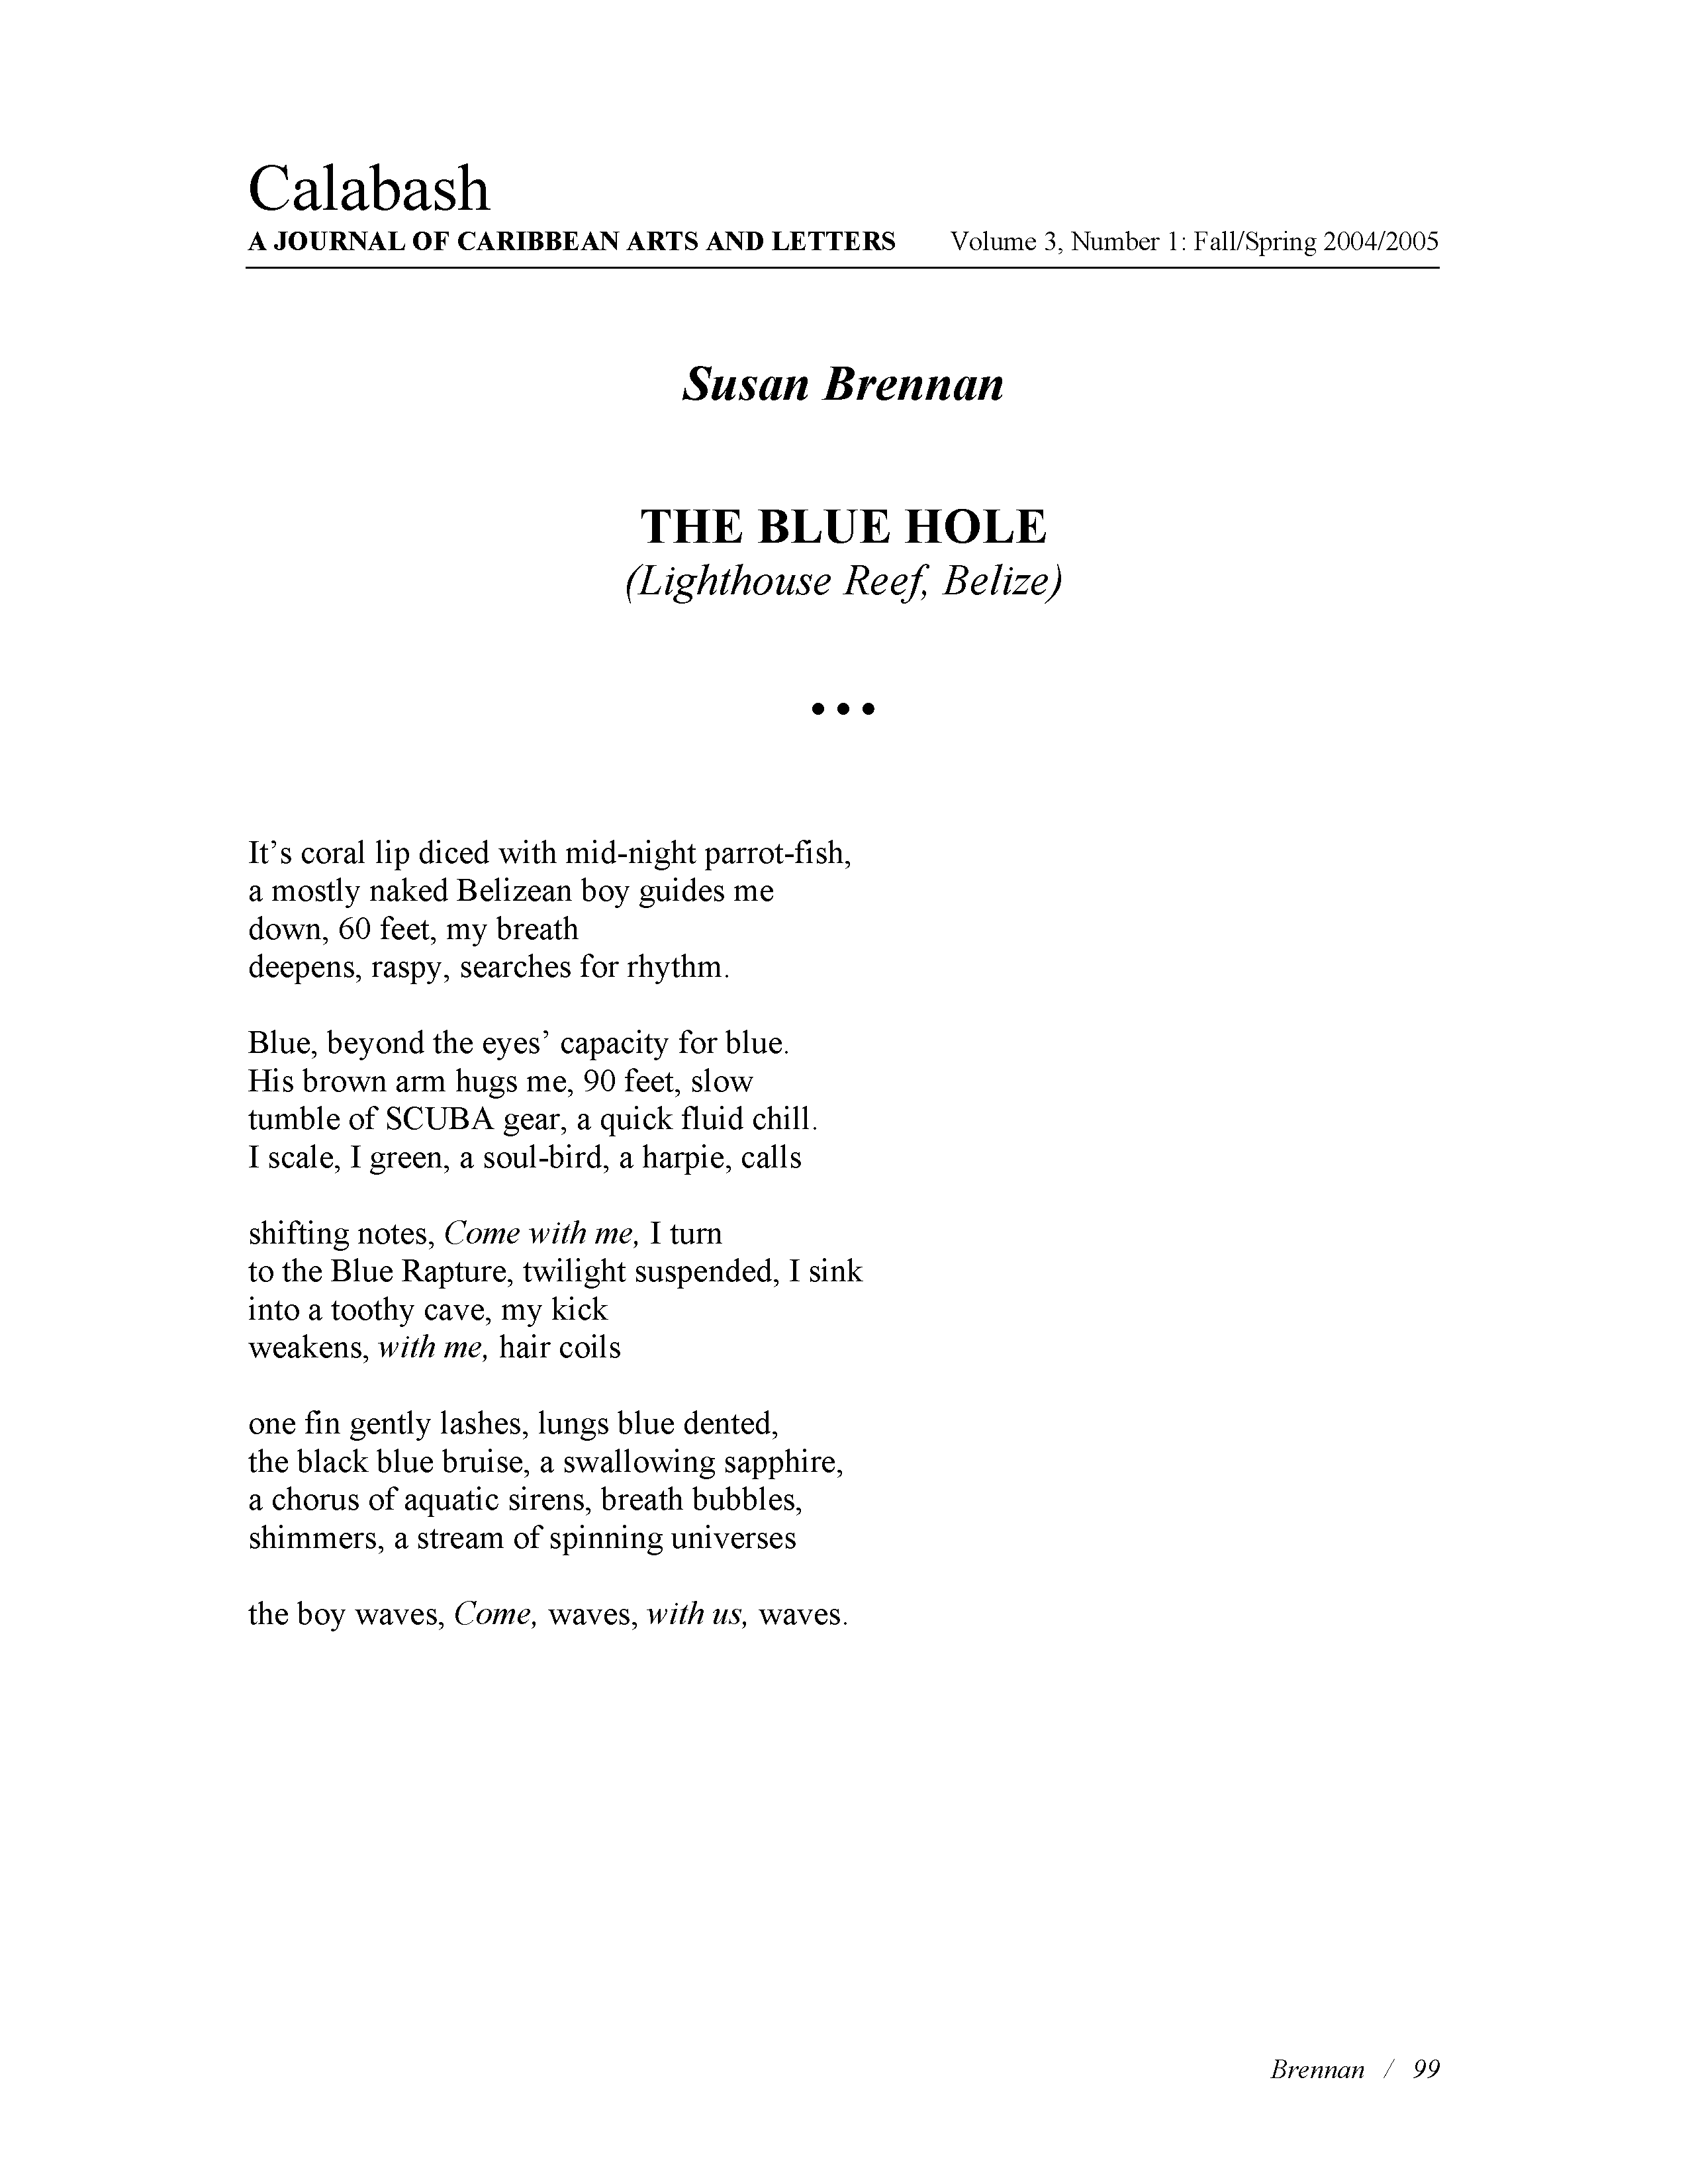 Calabash
A JOURNAL OF CARIBBEAN ARTS AND LETTERS Volume 3, Number 1: Fall/Spring 2004/2005
Susan Brennan
THE BLUE HOLE
(Lighthouse Reef, Belize)
• • •
It’s coral lip diced with mid-night parrot-fish,
a mostly naked Belizean boy guides me
down, 60 feet, my breath
deepens, raspy, searches for rhythm.
Blue, beyond the eyes’ capacity for blue.
His brown arm hugs me, 90 feet, slow
tumble of SCUBA gear, a quick fluid chill.
I scale, I green, a soul-bird, a harpie, calls
shifting notes, Come with me, I turn
to the Blue Rapture, twilight suspended, I sink
into a toothy cave, my kick
weakens, with me, hair coils
one fin gently lashes, lungs blue dented,
the black blue bruise, a swallowing sapphire,
a chorus of aquatic sirens, breath bubbles,
shimmers, a stream of spinning universes
the boy waves, Come, waves, with us, waves.
Brennan / 99